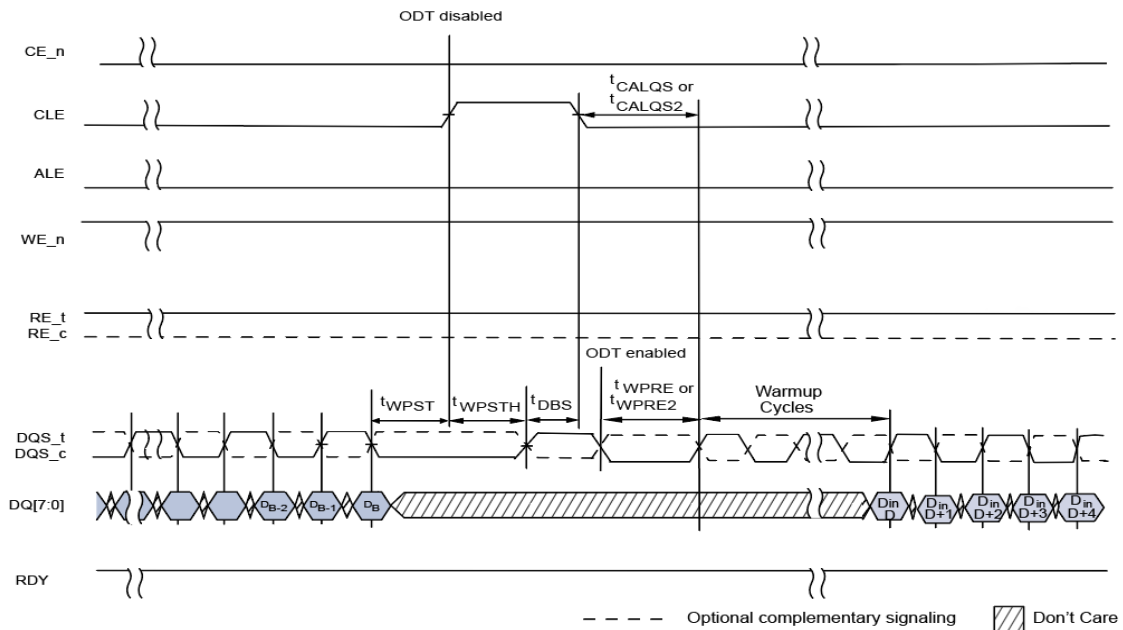 ODT disabled
CE_n
tCALQS or
tCALQS2
CLE
ALE
WE_n
RE_t
RE_c
ODT enabled
tWPST
tWPSTH
tDBS
tWPRE or
tWPRE2
Warmup
Cycles
DQS_t
DQS_c
DQ[7:0]
DB-2
DB-1
DB
Din
D
Din
D+1
Din
D+2
Din
D+3
Din
D+4
RDY
Optional complementary signaling
Don't Care